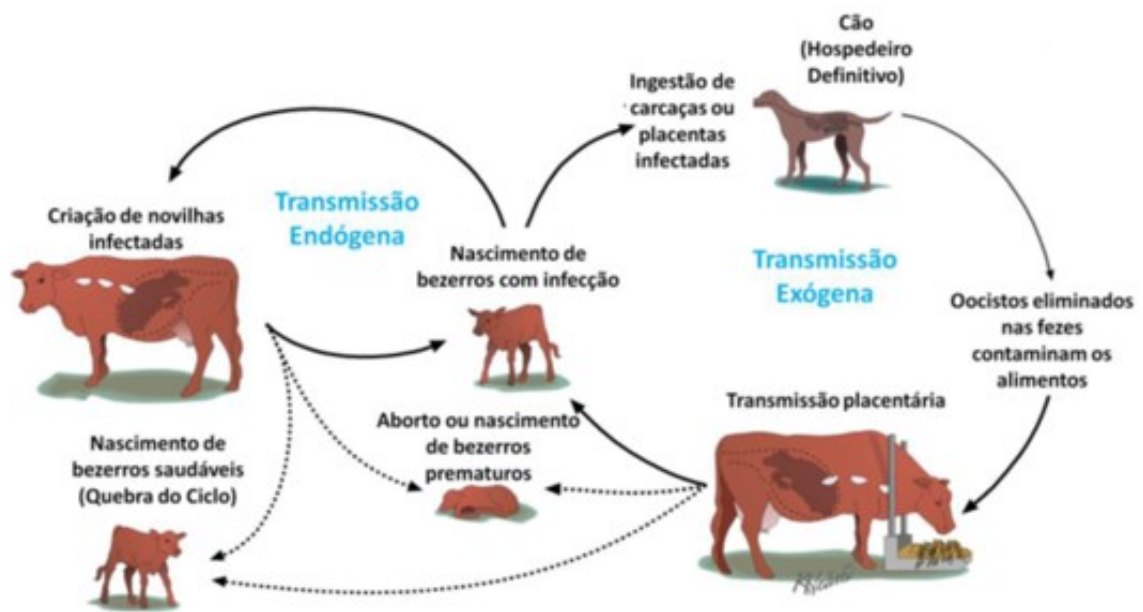 Cão
(Hospedeiro
Definitivo)
Ingestão de
carcaças ou
placentas
infectadas
Transmissão
Endógena
Criação de novilhas
infectadas
Nascimento de
bezerros com infecção
Transmissão
Exógena
Oocistos eliminados
nas fezes
contaminam os
alimentos
Transmissão placentária
Aborto ou nascimento
de bezerros
prematuros
Nascimento de
bezerros saudáveis
(Quebra do Ciclo)